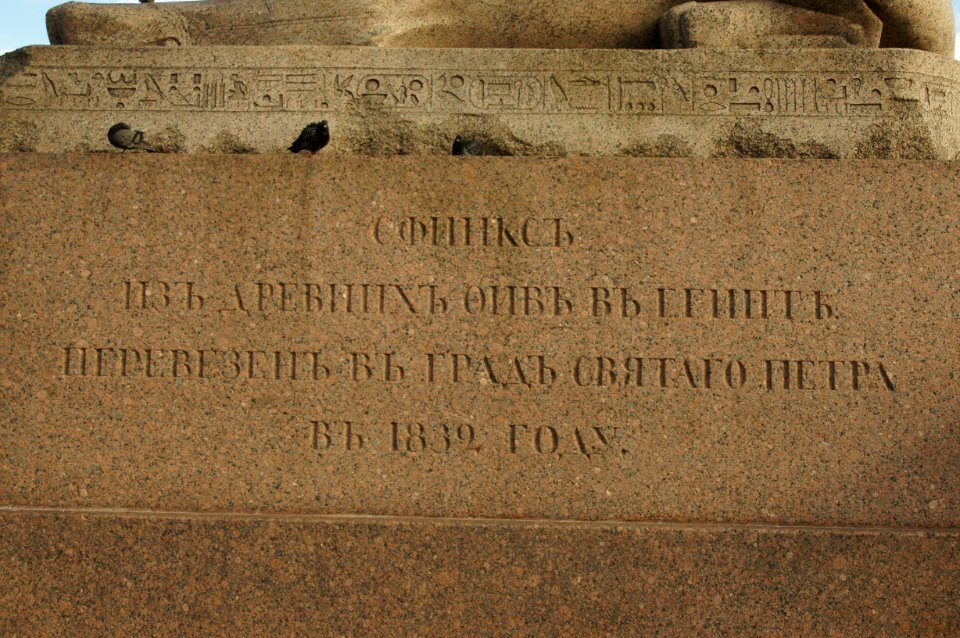 СФИНКСЪ
ИЗЪ ДРЕВНИХЪ ѲИВЪ ВЪ ЕГИПТѢ
ПЕРЕВЕЗЕНЪ ВЪ ГРАДЪ СВЯТАГО ПЕТРА
ВЪ 1832 ГОДУ.